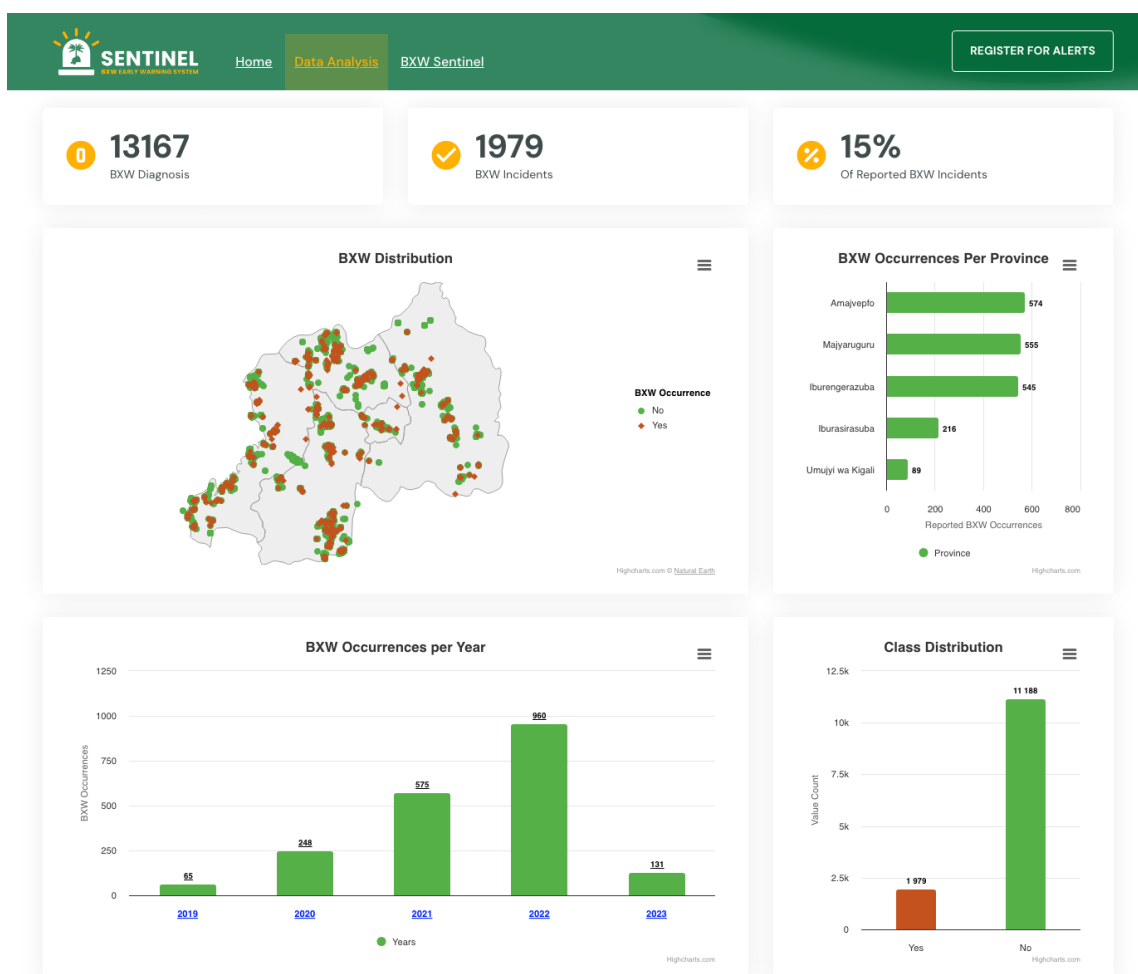 SENTINEL
BXW EARLY WARNING SYSTEM
Home
Data Analysis
BXW Sentinel
REGISTER FOR ALERTS
13167
BXW Diagnosis
1979
BXW Incidents
15%
Of Reported BXW Incidents
BXW Distribution
BXW Occurrence
No
Yes
Highcharts.com © Natural Earth
BXW Occurrences Per Province
Amajvepfo
574
Majyaruguru
555
Iburengerazuba
545
Iburasirasuba
216
Umujyi wa Kigali
89
0 200 400 600 800
Reported BXW Occurrences
Province
Highcharts.com
BXW Occurrences per Year
BXW Occurrences
1250
1000
750
500
250
0
65
248
575
960
131
2019 2020 2021 2022 2023
Years
Highcharts.com
Class Distribution
Value Count
12.5k
10k
7.5k
5k
2.5k
0
1 979
11 188
Yes No
Highcharts.com